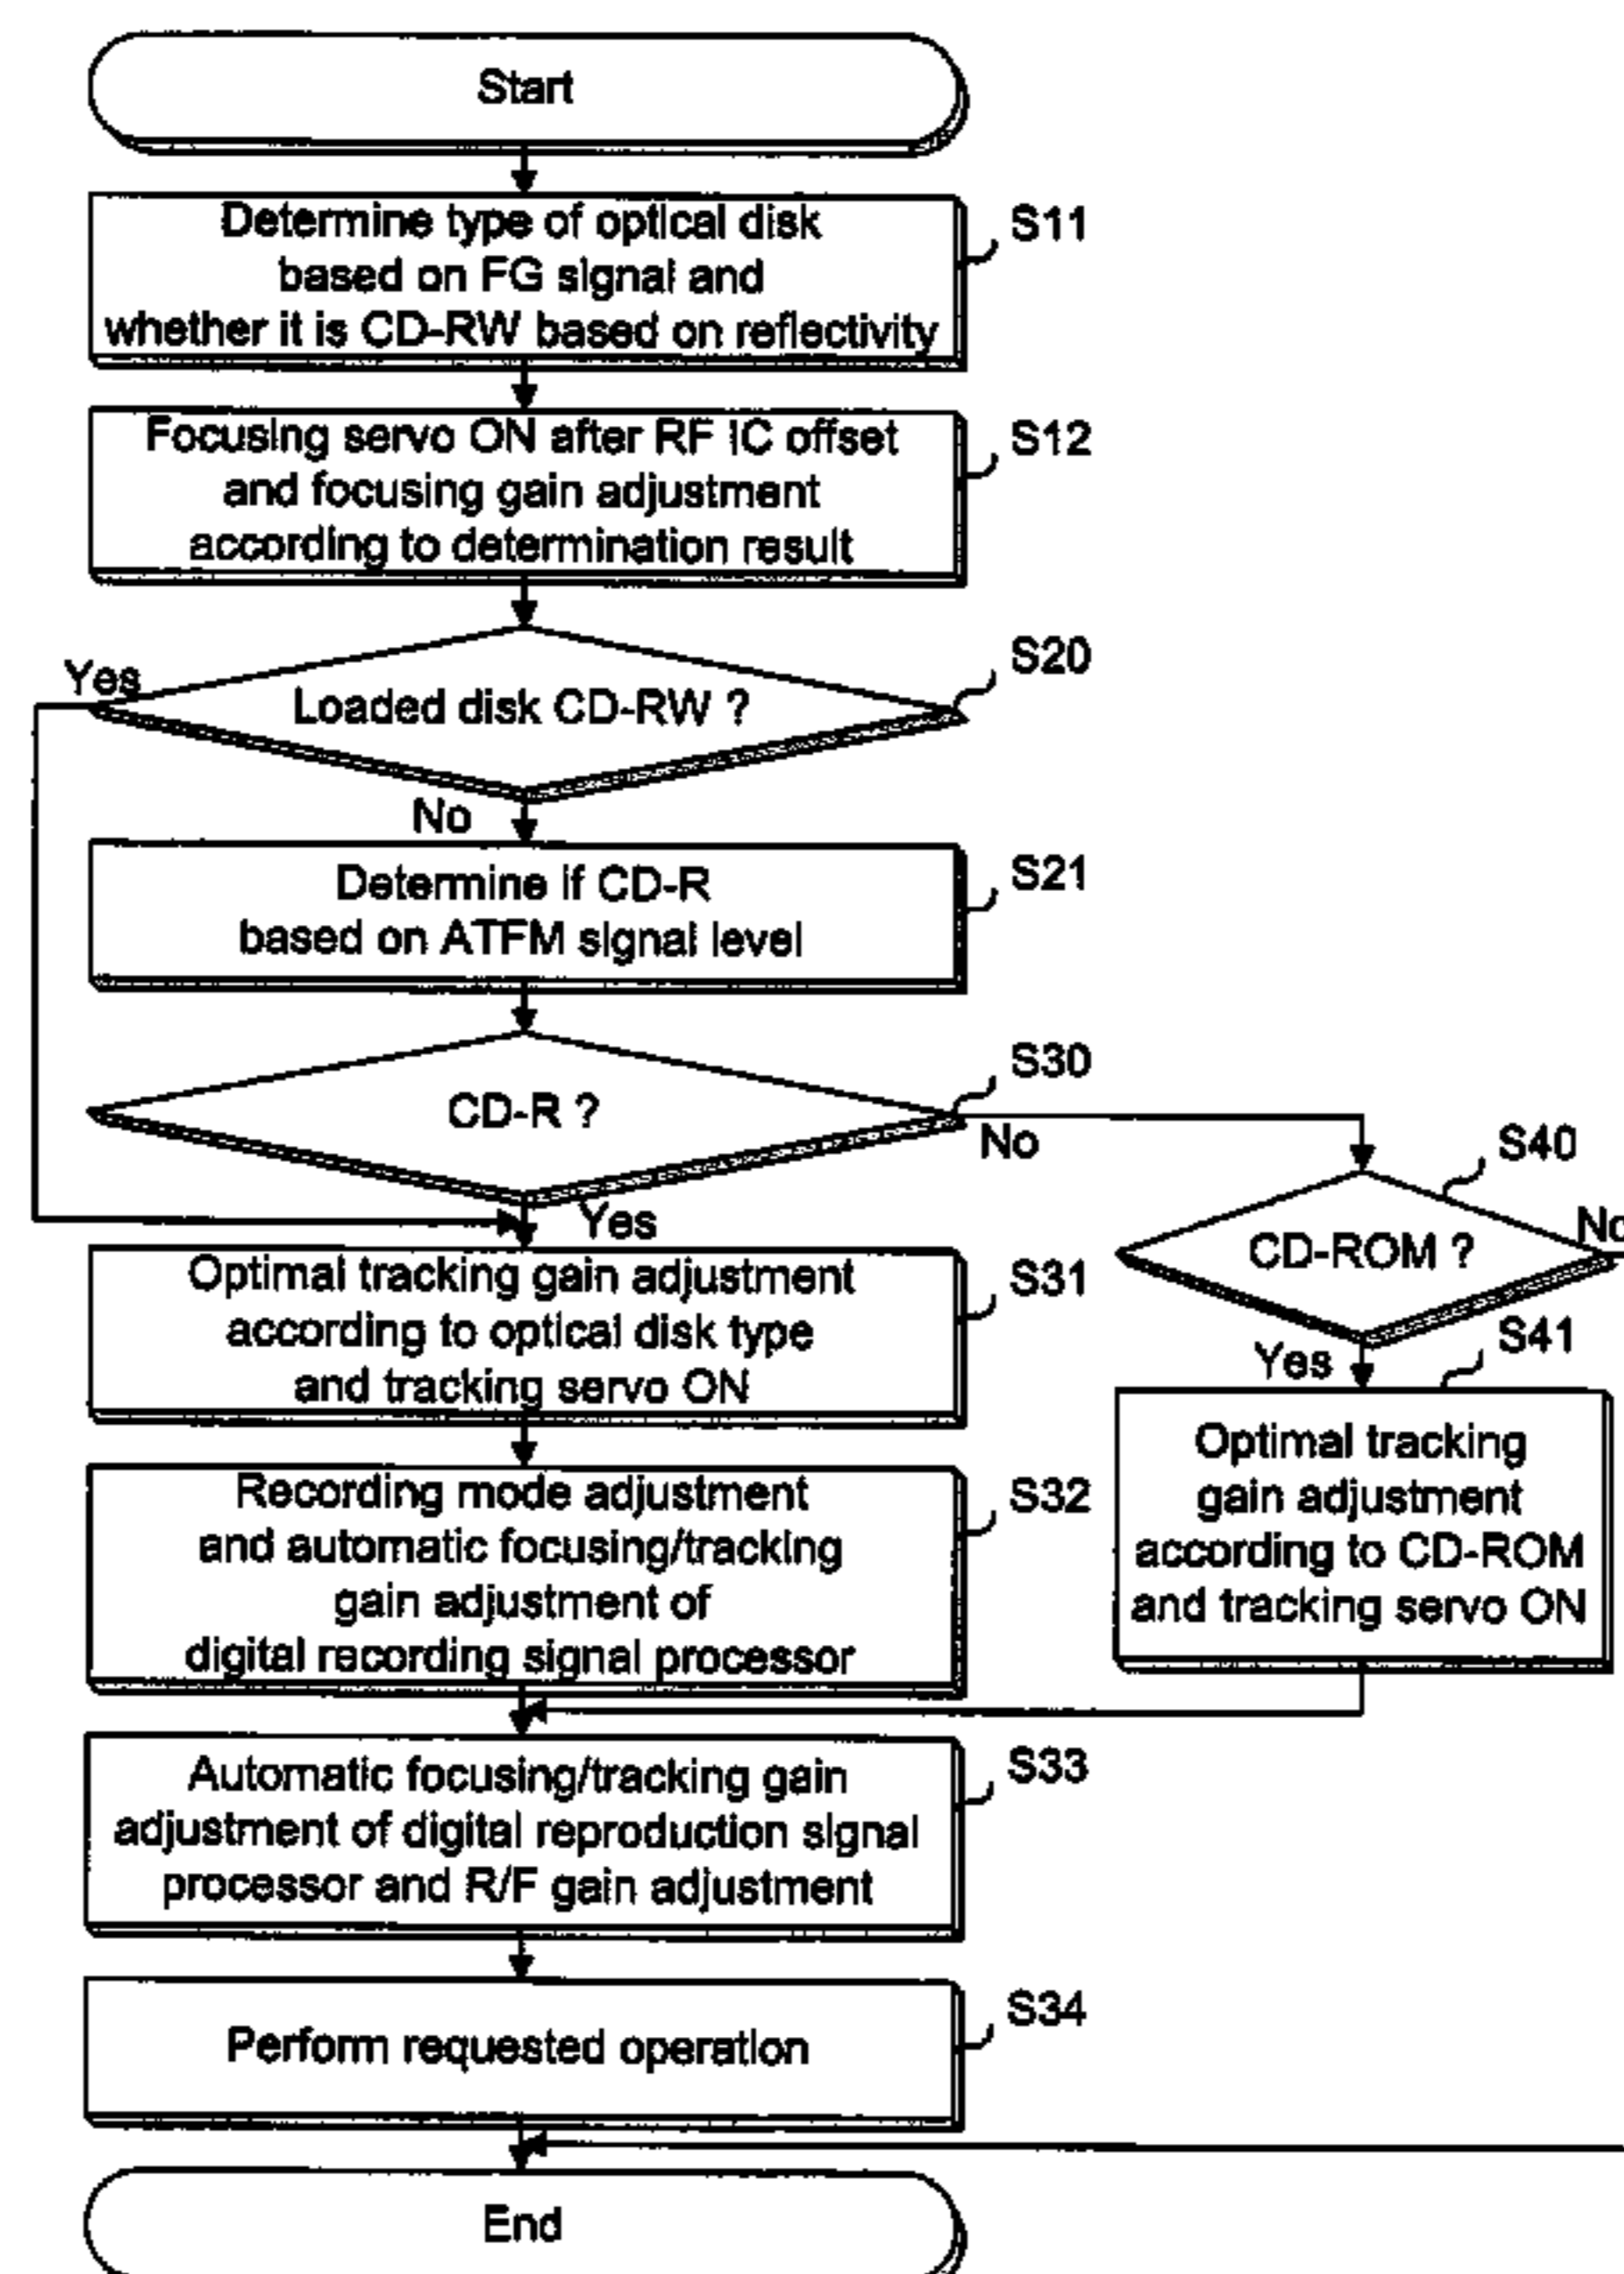 Start
Determine type of optical disk
based on FG signal and
whether it is CD-RW based on reflectivity
S11
Focusing servo ON after RF IC offset
and focusing gain adjustment
according to determination result
S12
Yes
Loaded disk CD-RW ?
S20
No
Determine if CD-R
based on ATFM signal level
S21
CD-R ?
S30
No
Yes
S40
CD-ROM ?
No
Yes
S41
Optimal tracking gain adjustment
according to optical disk type
and tracking servo ON
S31
Optimal tracking
gain adjustment
according to CD-ROM
and tracking servo ON
Recording mode adjustment
and automatic focusing/tracking
gain adjustment of
digital recording signal processor
S32
Automatic focusing/tracking gain
adjustment of digital reproduction signal
processor and R/F gain adjustment
S33
Perform requested operation
S34
End